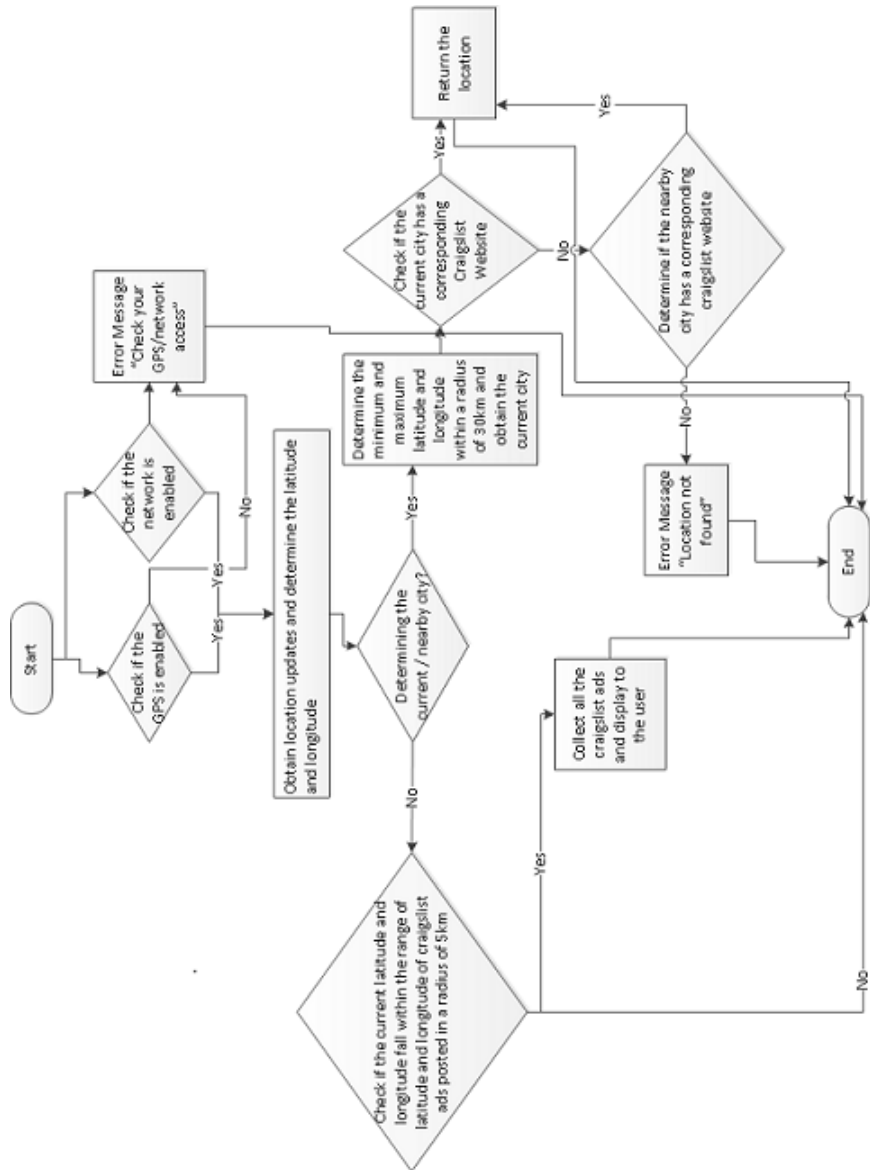 Start
Check if the
GPS is enabled
Check if the
network is
enabled
Error Message
"Check your
GPS/network
access"
No
Yes
Yes
Obtain location updates and determine the latitude
and longitude
Determining the
current / nearby city?
Yes
No
Determine the
minimum and
maximum
latitude and
longitude
within a radius
of 30km and
obtain the
current city
Check if the
current city has a
corresponding
Craigslist
Website
Yes
No
Return the
location
Determine if the nearby
city has a corresponding
craigslist website
Yes
No
Error Message
"Location not
found"
Check if the current latitude and
longitude fall within the range of
latitude and longitude of craigslist
ads posted in a radius of 5km
Yes
No
Collect all the
craigslist ads
and display to
the user
End